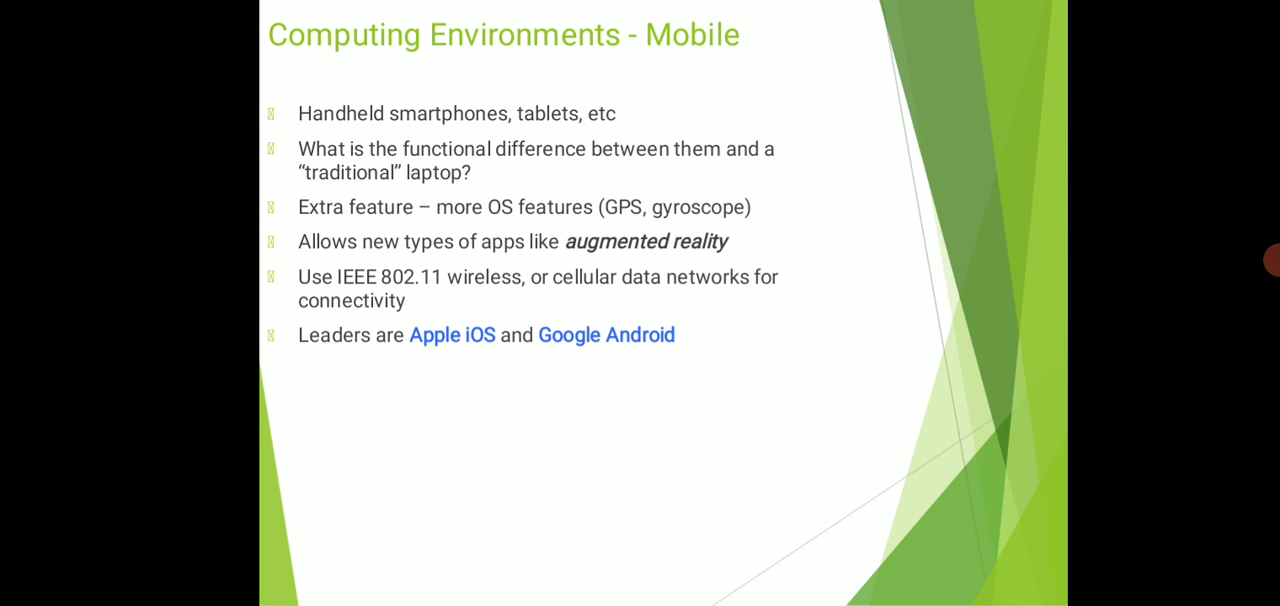 Computing Environments - Mobile
Handheld smartphones, tablets, etc
What is the functional difference between them and a
“traditional” laptop?
Extra feature – more OS features (GPS, gyroscope)
Allows new types of apps like augmented reality
Use IEEE 802.11 wireless, or cellular data networks for
connectivity
Leaders are Apple iOS and Google Android